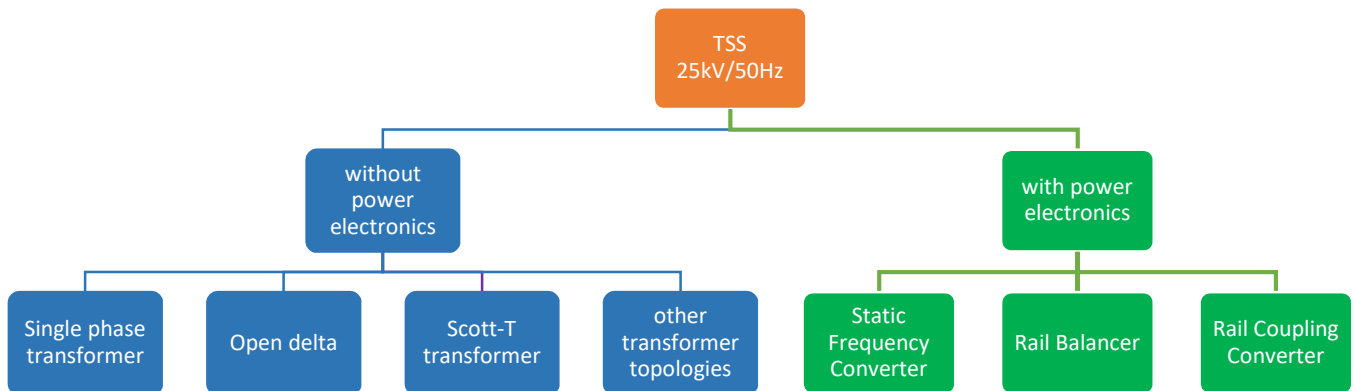 TSS
25kV/50Hz
without
power
electronics
with power
electronics
Single phase
transformer
Open delta
Scott-T
transformer
other
transformer
topologies
Static
Frequency
Converter
Rail Balancer
Rail Coupling
Converter